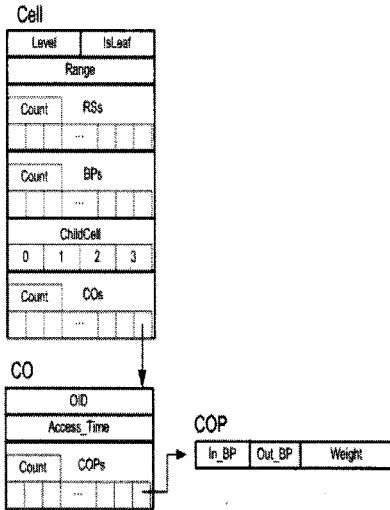 Cell
Level IsLeaf
Range
Count RSs
...
Count BPs
...
ChildCell
0 1 2 3
Count COs
...
CO
OID
Access_Time
Count COPs
...
COP
In_BP Out_BP Weight